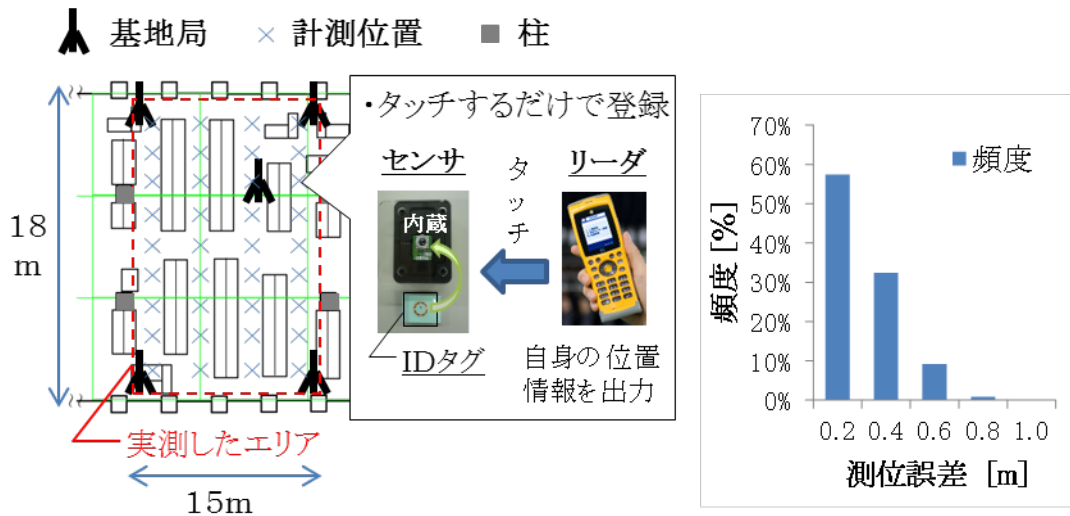 基地局 計測位置 柱
・タッチするだけで登録
センサ
リーダ
タッチ
内蔵
IDタグ
自身の位置
情報を出力
18
m
実測したエリア
15m
70%
60%
50%
40%
30%
20%
10%
0%
頻度 [%]
頻度
0.2 0.4 0.6 0.8 1.0
測位誤差 [m]